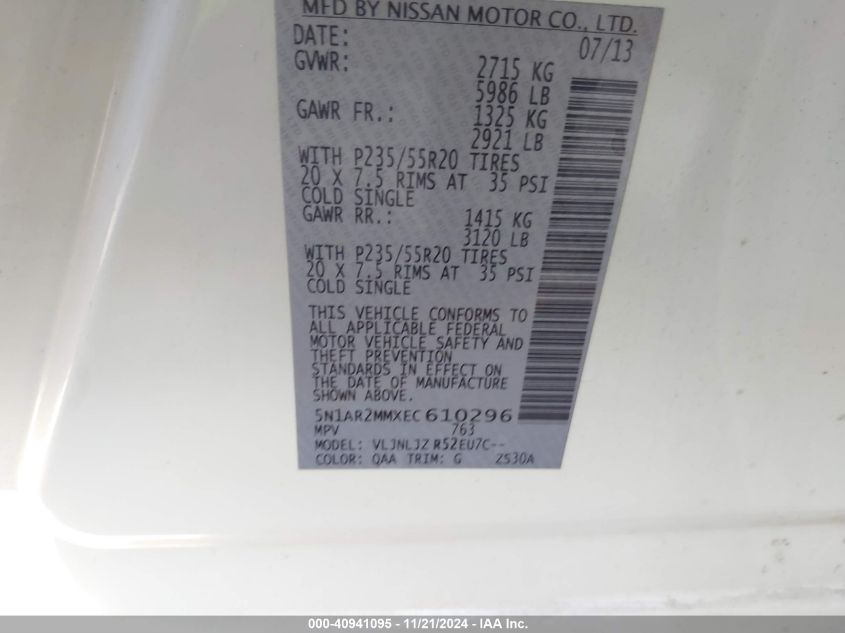 MFD BY NISSAN MOTOR CO., LTD.
DATE: 07/13
GVWR: 2715 KG
5986 LB
GAWR FR.: 1325 KG
2921 LB
WITH P235/55R20 TIRES
20 X 7.5 RIMS AT 35 PSI
COLD SINGLE
GAWR RR.: 1415 KG
3120 LB
WITH P235/55R20 TIRES
20 X 7.5 RIMS AT 35 PSI
COLD SINGLE
THIS VEHICLE CONFORMS TO
ALL APPLICABLE FEDERAL
MOTOR VEHICLE SAFETY AND
THEFT PREVENTION
STANDARDS IN EFFECT ON
THE DATE OF MANUFACTURE
SHOWN ABOVE.
5N1AR2MMXEC610296
MPV 763
MODEL: VLJNLJZ R52EU7C--
COLOR: QAA TRIM: G 2S30A
000-40941095 - 11/21/2024 - IAA Inc.